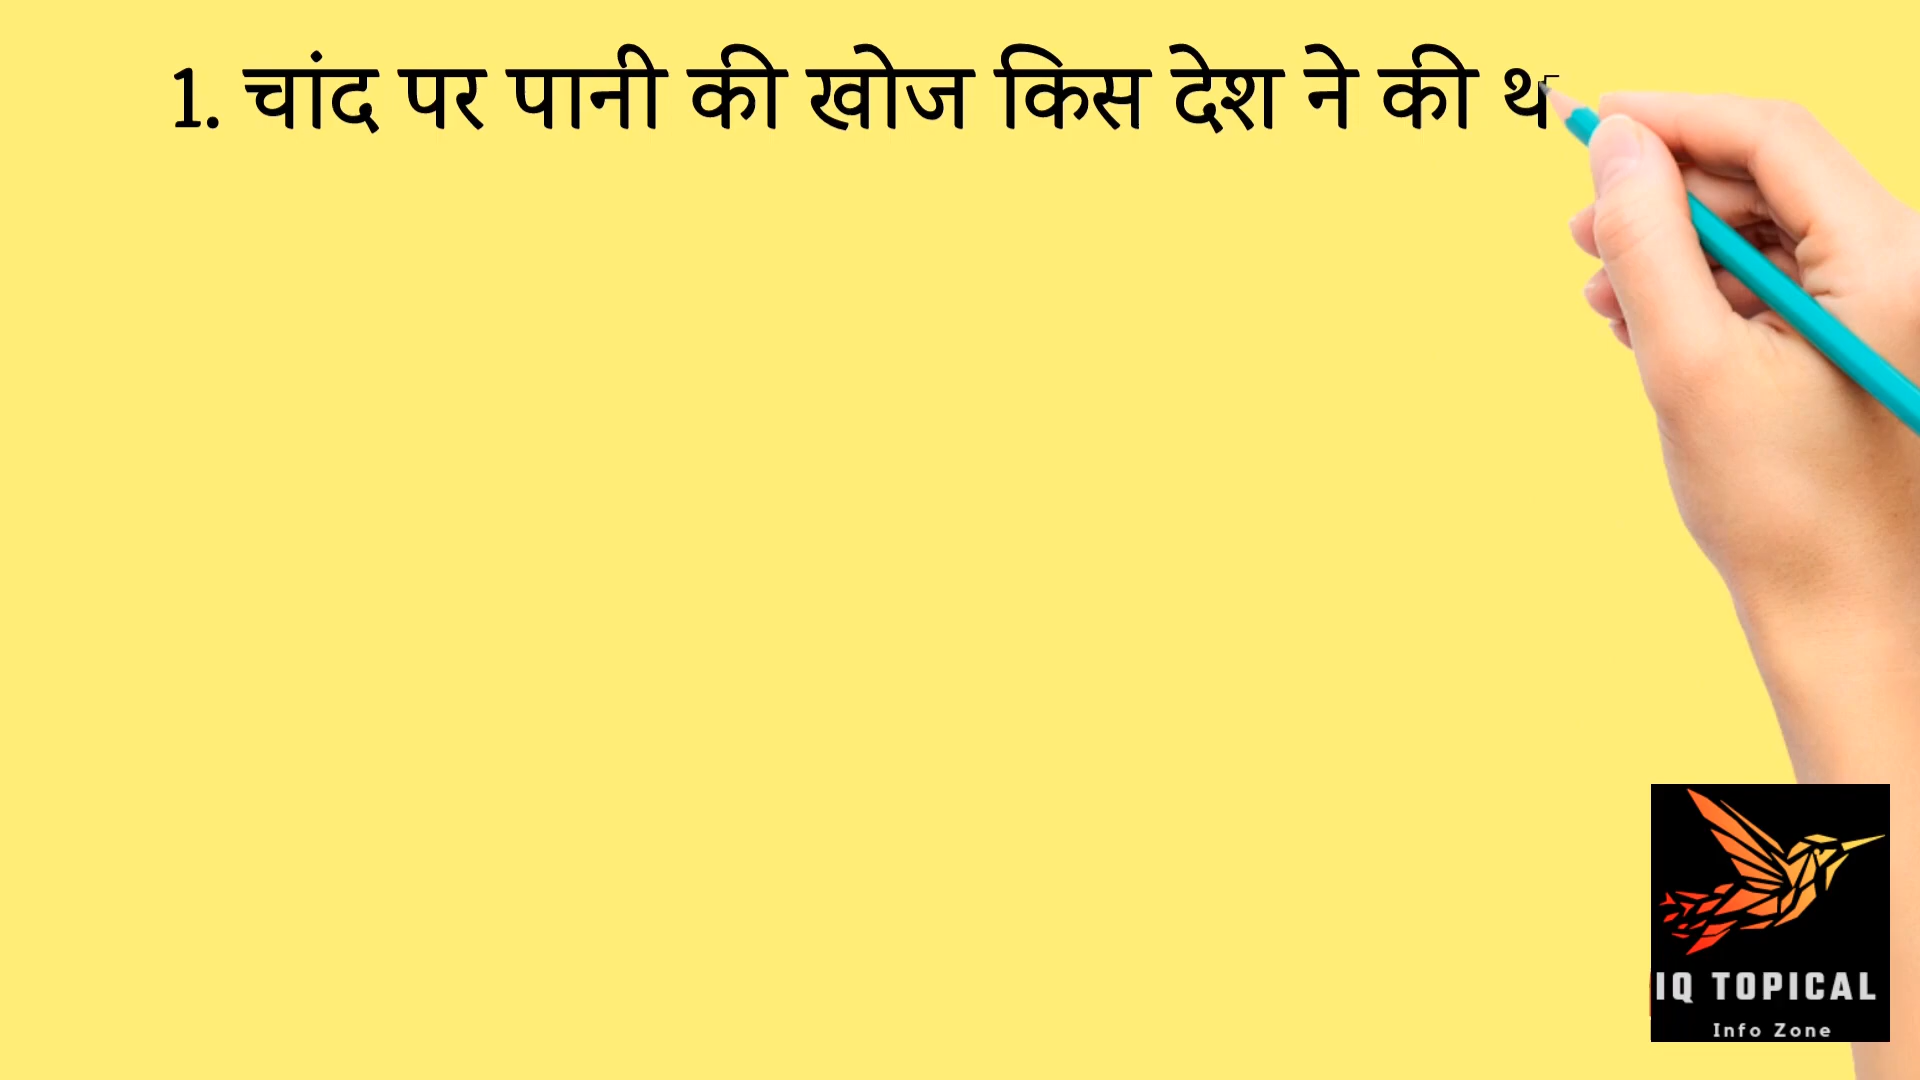 1. चांद पर पानी की खोज किस देश ने की थ
IQ TOPICAL
Info Zone